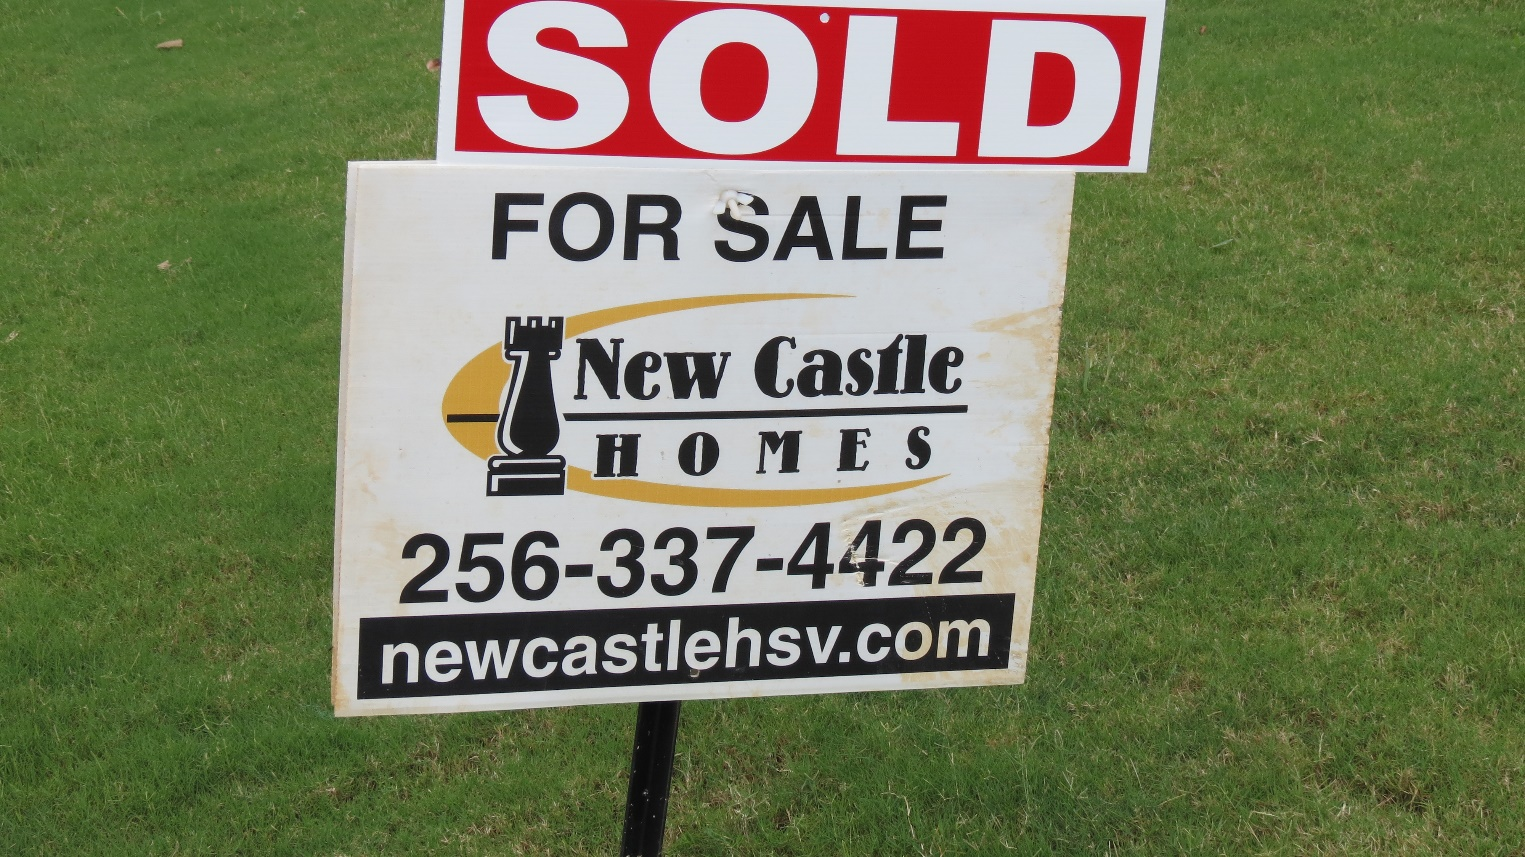 SOLD
FOR SALE
New Castle
HOMES
256-337-4422
newcastlehsv.com